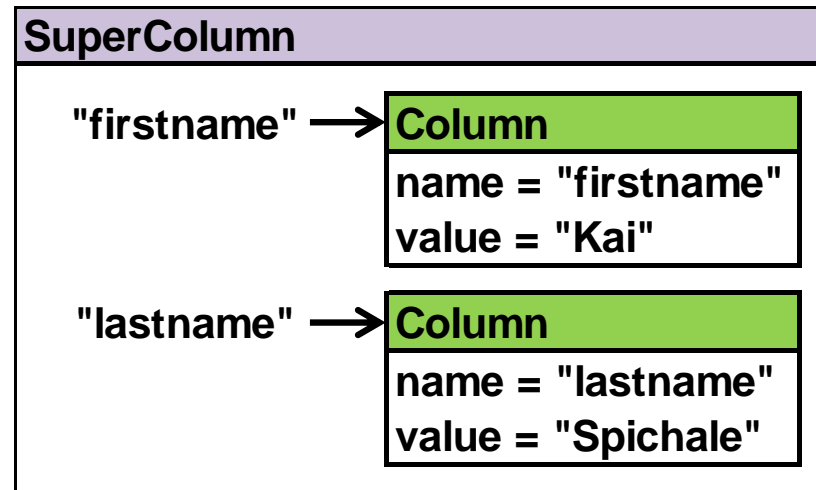 SuperColumn
"firstname" Column
name = "firstname"
value = "Kai"
"lastname" Column
name = "lastname"
value = "Spichale"